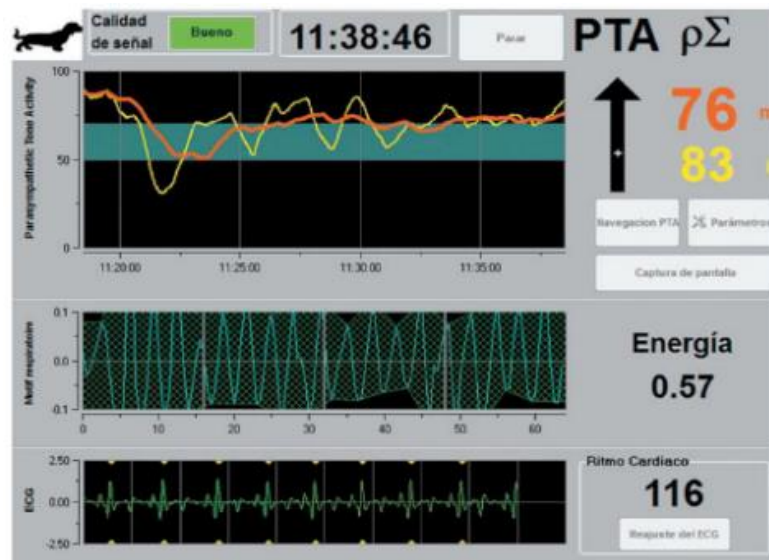 Calidad
de señal
Bueno
11:38:46
Parar
PTA ρΣ
Parasympathetic Tone Activity
100
50
0
11:20:00 11:25:00 11:30:00 11:35:00
76
83
Navegacion PTA
Parámetros
Captura de pantalla
Motif respiratoire
0.1
0.0
-0.1
0 10 20 30 40 50 60
Energía
0.57
ECG
2.50
0.00
-2.50
Ritmo Cardiaco
116
Reajuste del ECG